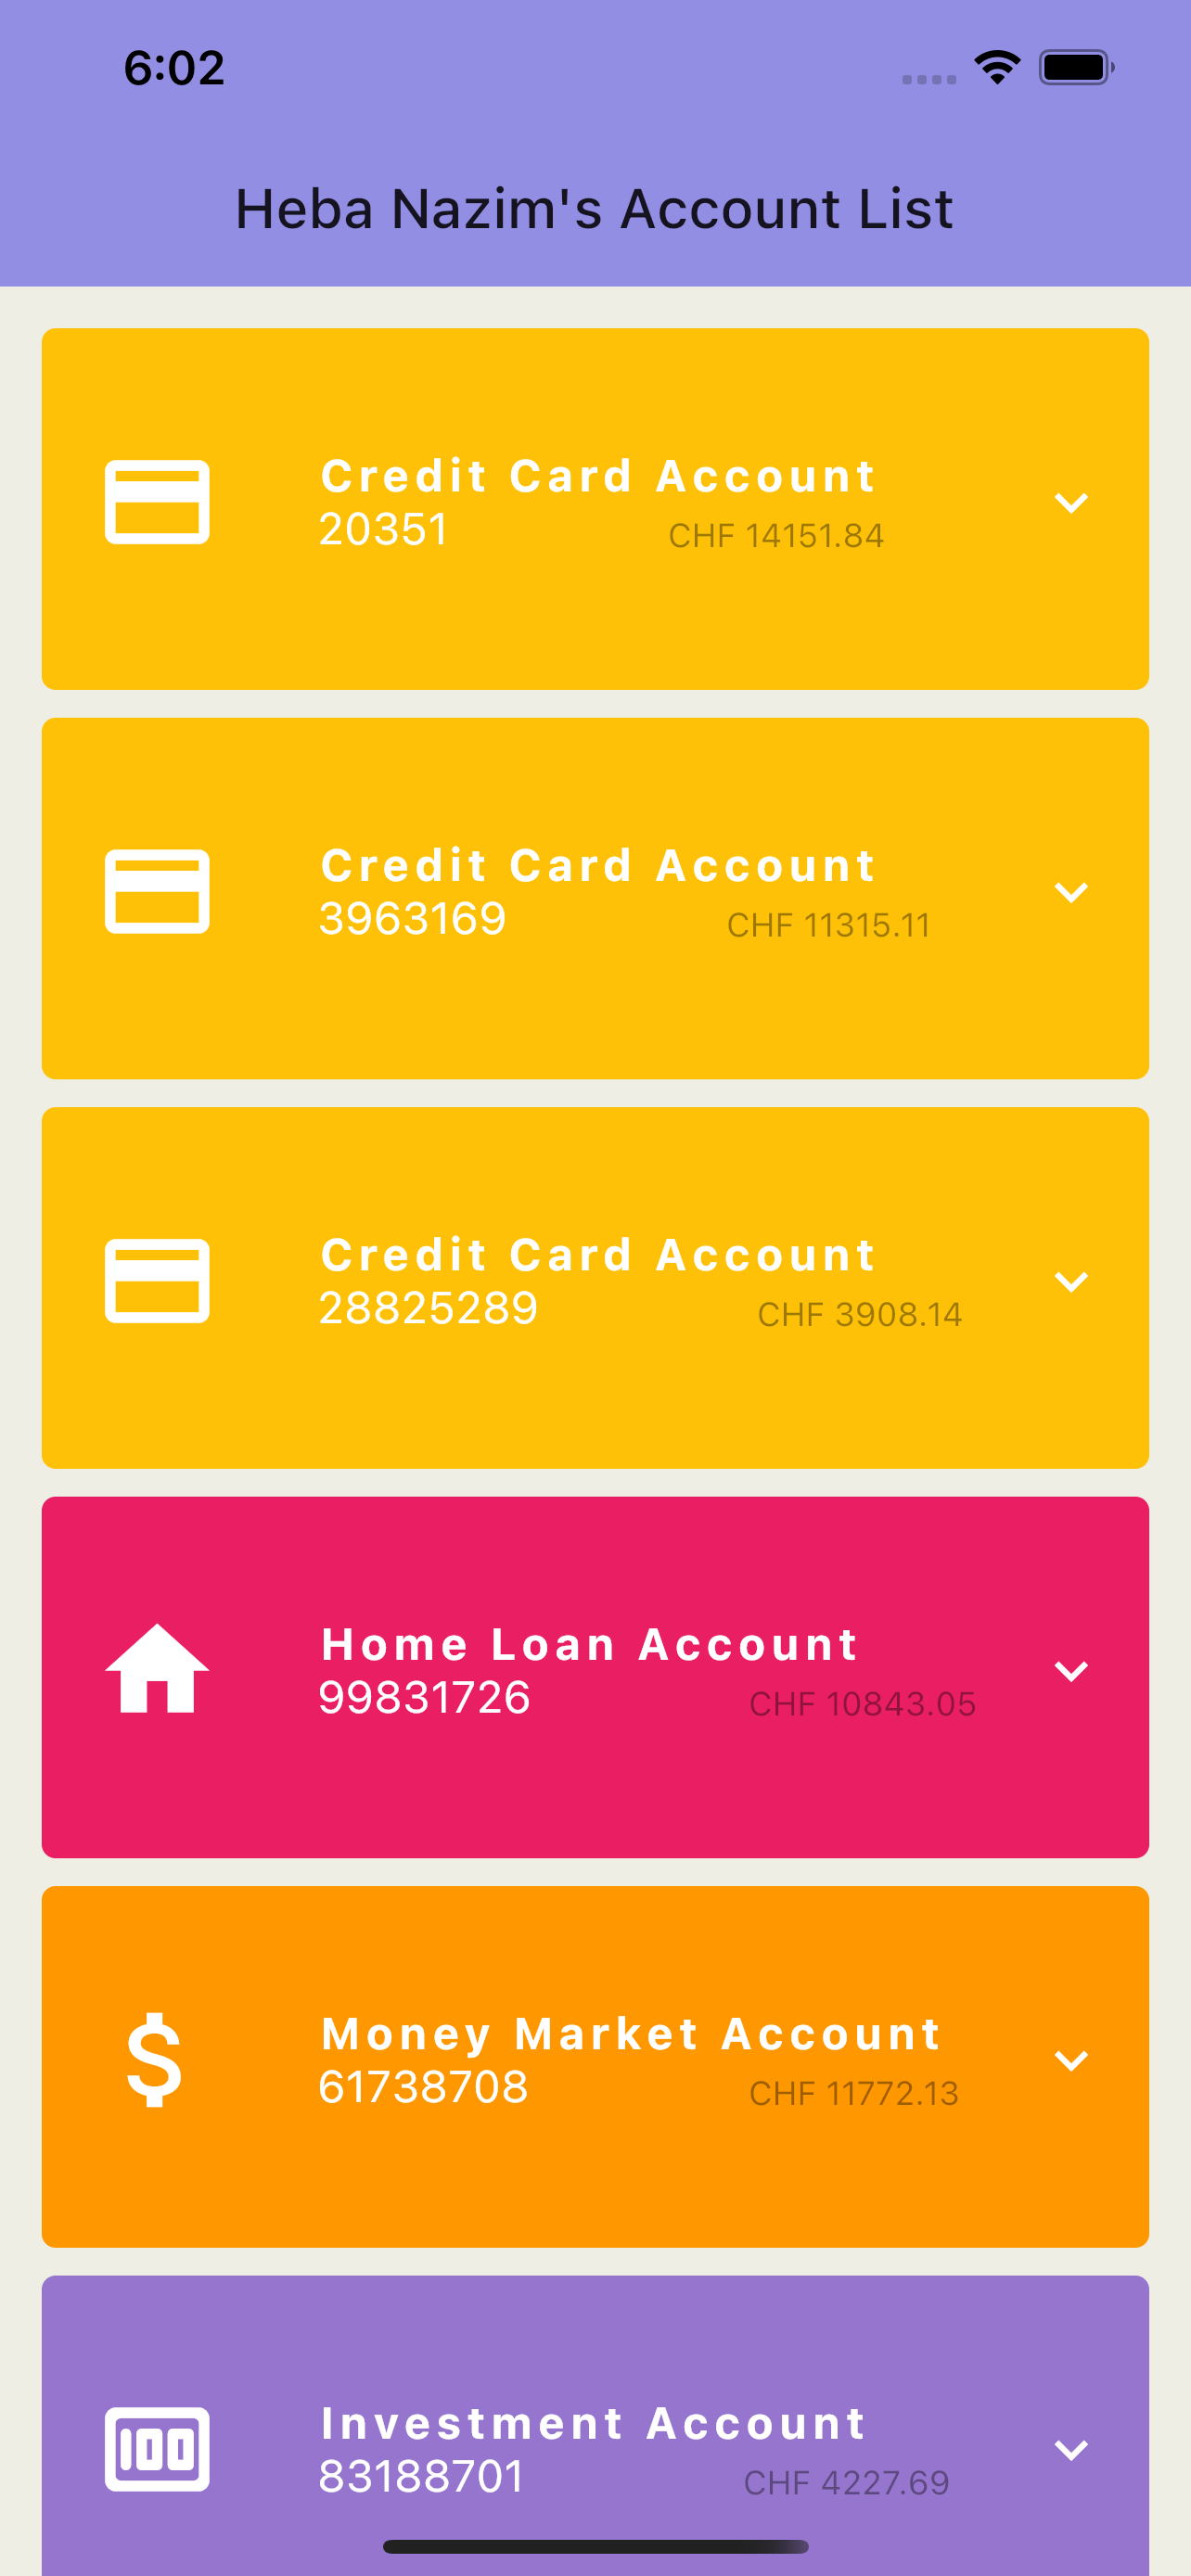 6:02
Heba Nazim's Account List
Credit Card Account
20351 CHF 14151.84
Credit Card Account
3963169 CHF 11315.11
Credit Card Account
28825289 CHF 3908.14
Home Loan Account
99831726 CHF 10843.05
Money Market Account
61738708 CHF 11772.13
Investment Account
83188701 CHF 4227.69